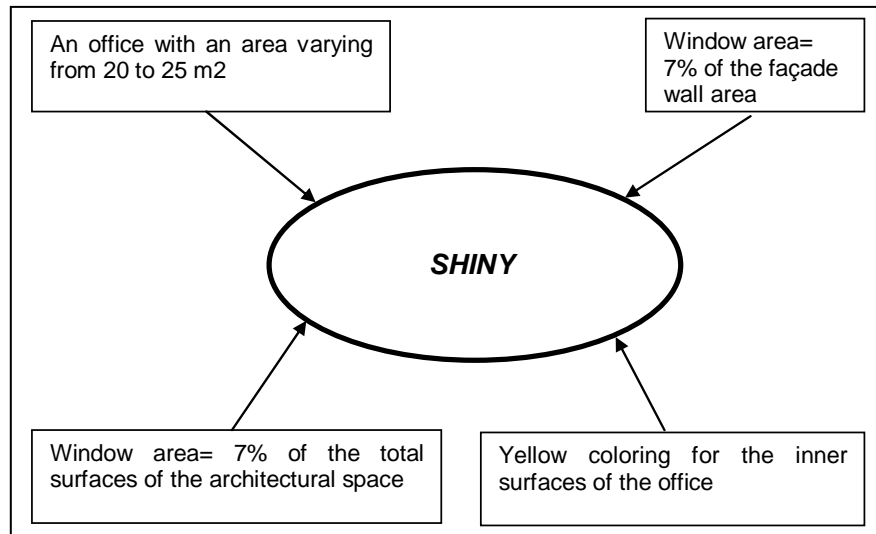 An office with an area varying
from 20 to 25 m2
Window area=
7% of the façade
wall area
SHINY
Window area= 7% of the total
surfaces of the architectural space
Yellow coloring for the inner
surfaces of the office